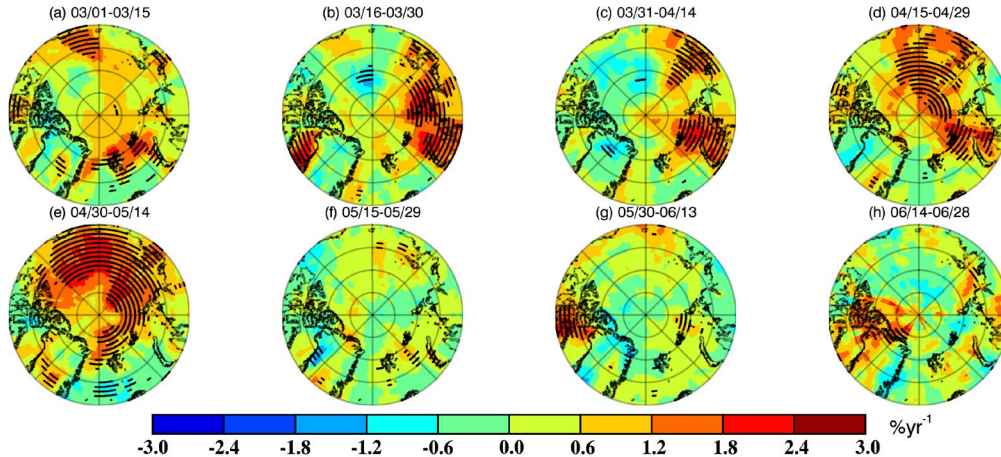 (a) 03/01-03/15 (b) 03/16-03/30 (c) 03/31-04/14 (d) 04/15-04/29
(e) 04/30-05/14 (f) 05/15-05/29 (g) 05/30-06/13 (h) 06/14-06/28
%yr⁻¹
-3.0 -2.4 -1.8 -1.2 -0.6 0.0 0.6 1.2 1.8 2.4 3.0